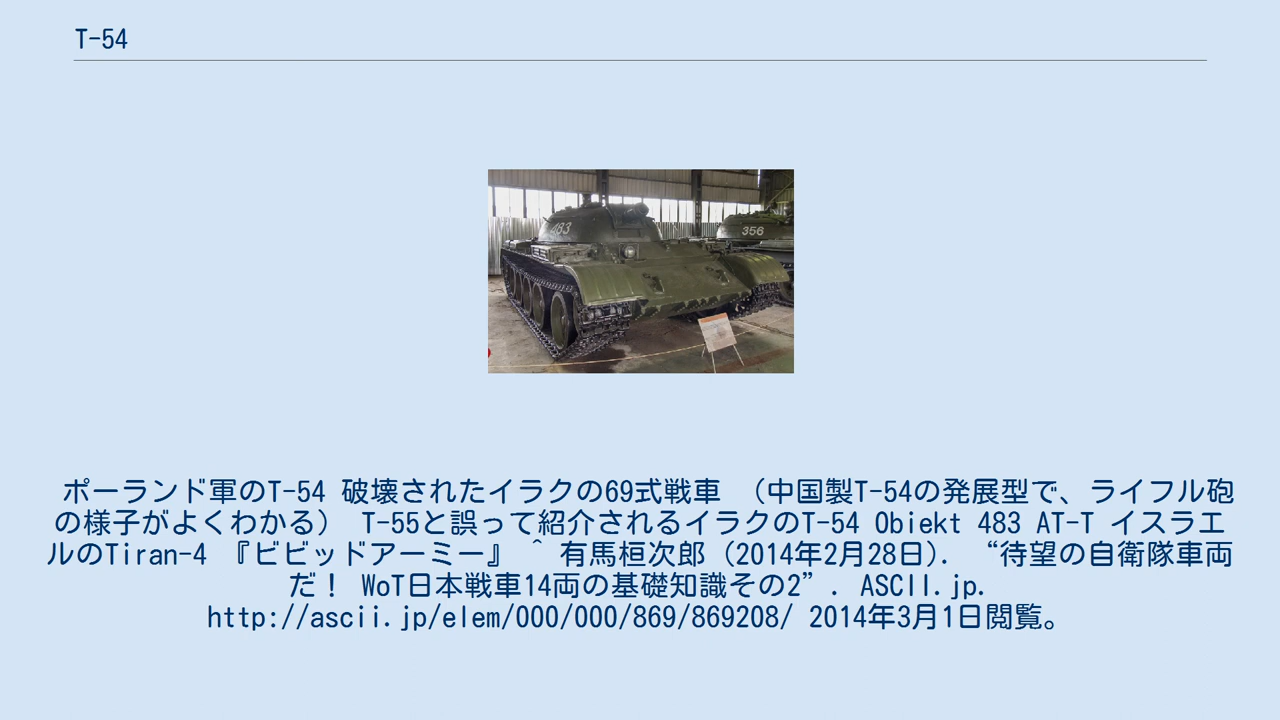 T-54
483
356
ポーランド軍のT-54 破壊されたイラクの69式戦車 （中国製T-54の発展型で、ライフル砲
の様子がよくわかる） T-55と誤って紹介されるイラクのT-54 Obiekt 483 AT-T イスラエ
ルのTiran-4 『ビビッドアーミー』 ^ 有馬桓次郎（2014年2月28日）. “待望の自衛隊車両
だ！ WoT日本戦車14両の基礎知識その2”. ASCII.jp.
http://ascii.jp/elem/000/000/869/869208/ 2014年3月1日閲覧。